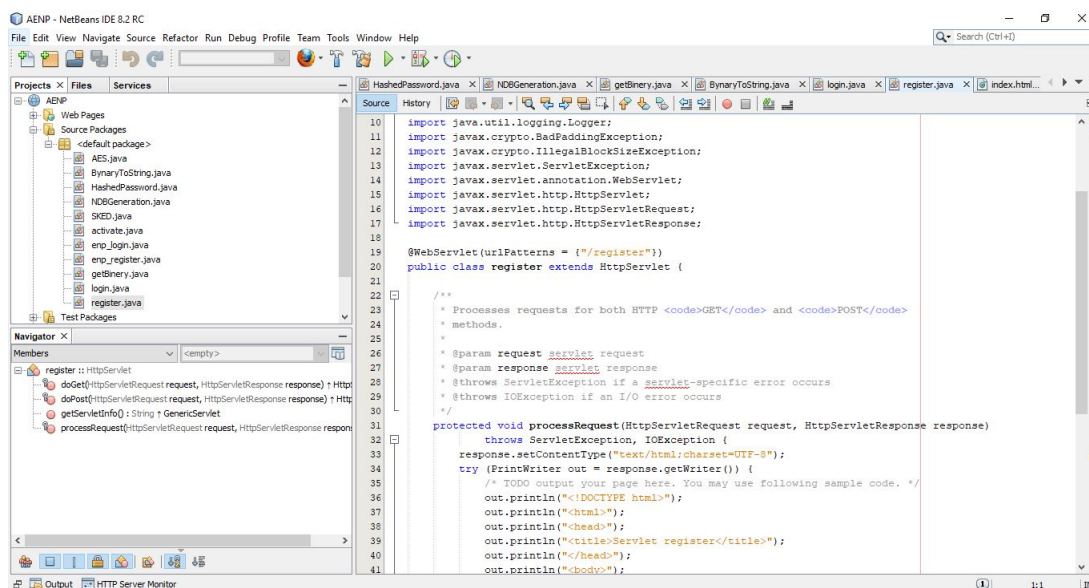 AENP - NetBeans IDE 8.2 RC
File Edit View Navigate Source Refactor Run Debug Profile Team Tools Window Help
Search (Ctrl+I)
Projects Files Services
AENP
Web Pages
Source Packages
<default package>
AES.java
BynaryToString.java
HashedPassword.java
NDBGeneration.java
SKED.java
activate.java
enp_login.java
enp_register.java
getBinery.java
login.java
register.java
Test Packages
Navigator
Members <empty>
register :: HttpServlet
doGet(HttpServletRequest request, HttpServletResponse response) ↑ HttpS
doPost(HttpServletRequest request, HttpServletResponse response) ↑ Http
getServletInfo() : String ↑ GenericServlet
processRequest(HttpServletRequest request, HttpServletResponse respon
HashedPassword.java NDBGeneration.java getBinery.java BynaryToString.java login.java register.java index.html...
Source History
10 import java.util.logging.Logger;
11 import javax.crypto.BadPaddingException;
12 import javax.crypto.IllegalBlockSizeException;
13 import javax.servlet.ServletException;
14 import javax.servlet.annotation.WebServlet;
15 import javax.servlet.http.HttpServlet;
16 import javax.servlet.http.HttpServletRequest;
17 import javax.servlet.http.HttpServletResponse;
18
19 @WebServlet(urlPatterns = {"/register"})
20 public class register extends HttpServlet {
21
22 /**
23 * Processes requests for both HTTP <code>GET</code> and <code>POST</code>
24 * methods.
25 *
26 * @param request servlet request
27 * @param response servlet response
28 * @throws ServletException if a servlet-specific error occurs
29 * @throws IOException if an I/O error occurs
30 */
31 protected void processRequest(HttpServletRequest request, HttpServletResponse response)
32 throws ServletException, IOException {
33 response.setContentType("text/html;charset=UTF-8");
34 try (PrintWriter out = response.getWriter()) {
35 /* TODO output your page here. You may use following sample code. */
36 out.println("<!DOCTYPE html>");
37 out.println("<html>");
38 out.println("<head>");
39 out.println("<title>Servlet register</title>");
40 out.println("</head>");
41 out.println("<body>");
Output HTTP Server Monitor
1 1:1